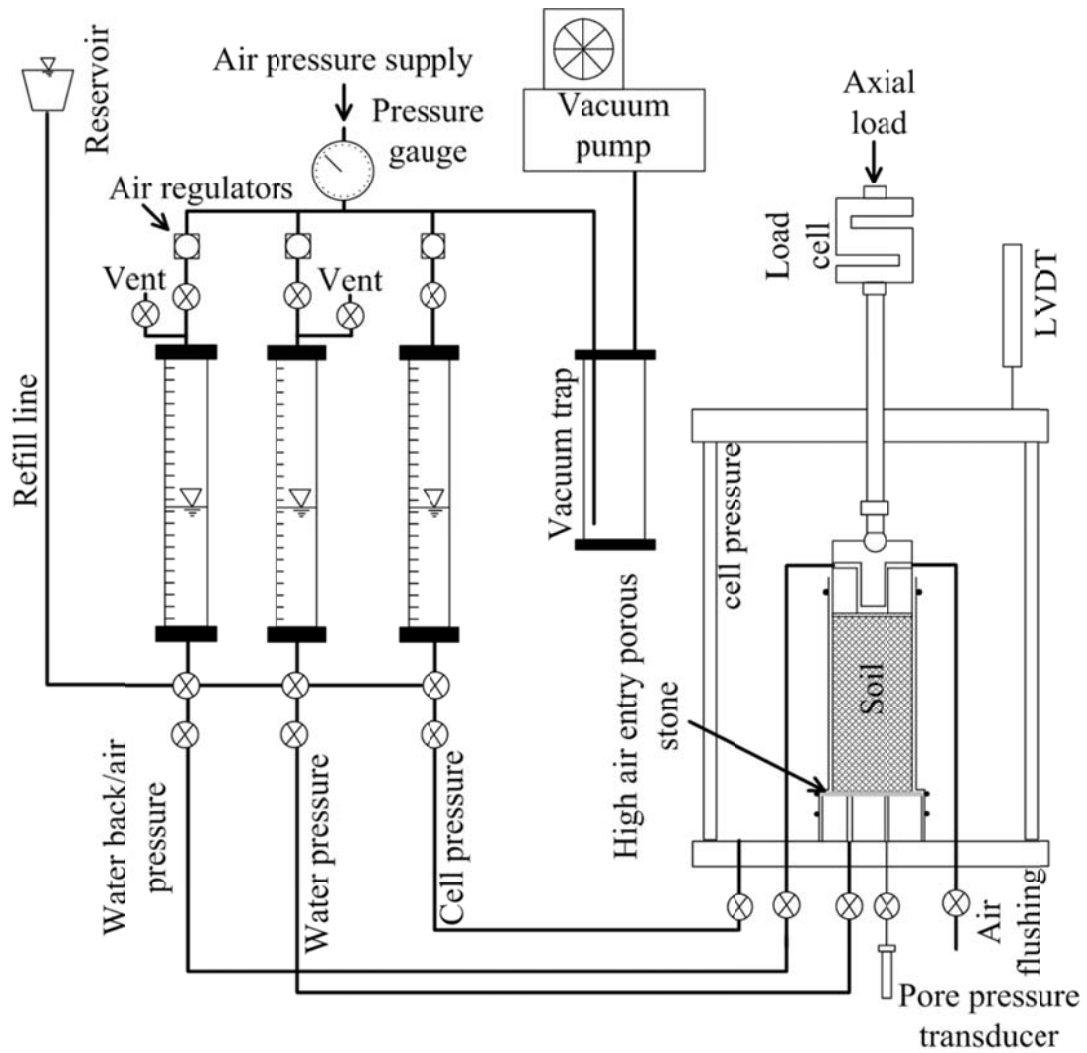 Reservoir
Air pressure supply
Pressure
gauge
Vacuum
pump
Axial
load
Air regulators
Load
cell
Vent
Vent
LVDT
Refill line
Vacuum trap
cell pressure
High air entry porous
stone
Soil
Water back/air
pressure
Water pressure
Cell pressure
Air
flushing
Pore pressure
transducer